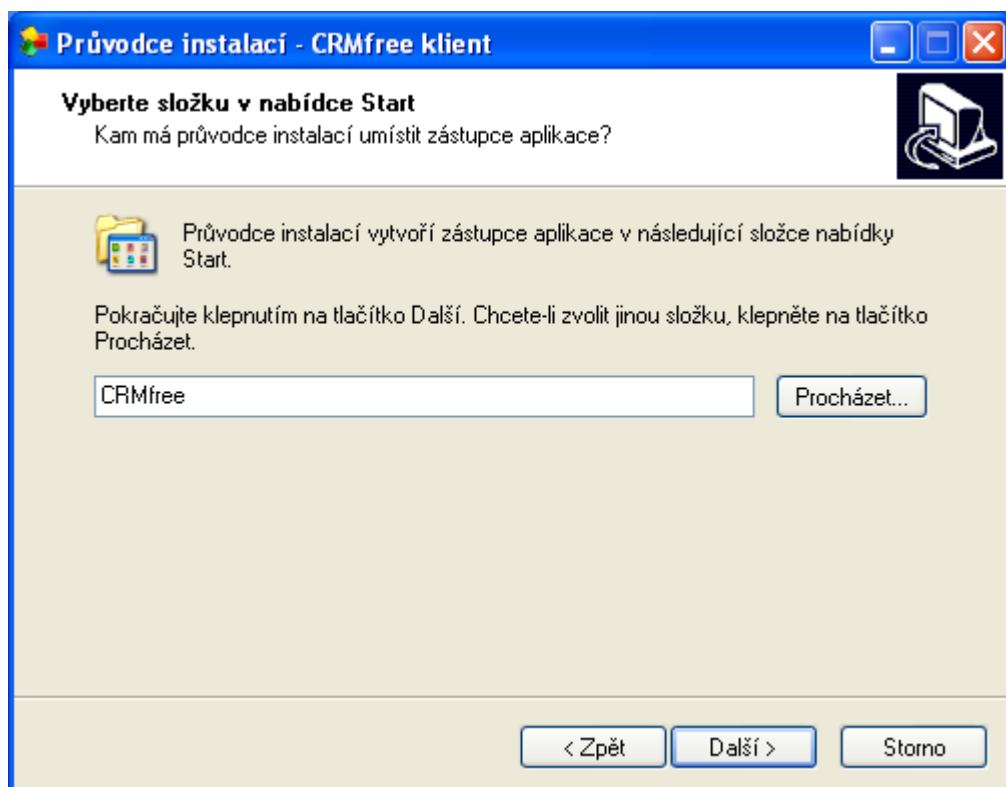 Průvodce instalací - CRMfree klient
Vyberte složku v nabídce Start
Kam má průvodce instalací umístit zástupce aplikace?
Průvodce instalací vytvoří zástupce aplikace v následující složce nabídky
Start.
Pokračujte klepnutím na tlačítko Další. Chcete-li zvolit jinou složku, klepněte na tlačítko
Procházet.
CRMfree
Procházet...
< Zpět
Další >
Storno